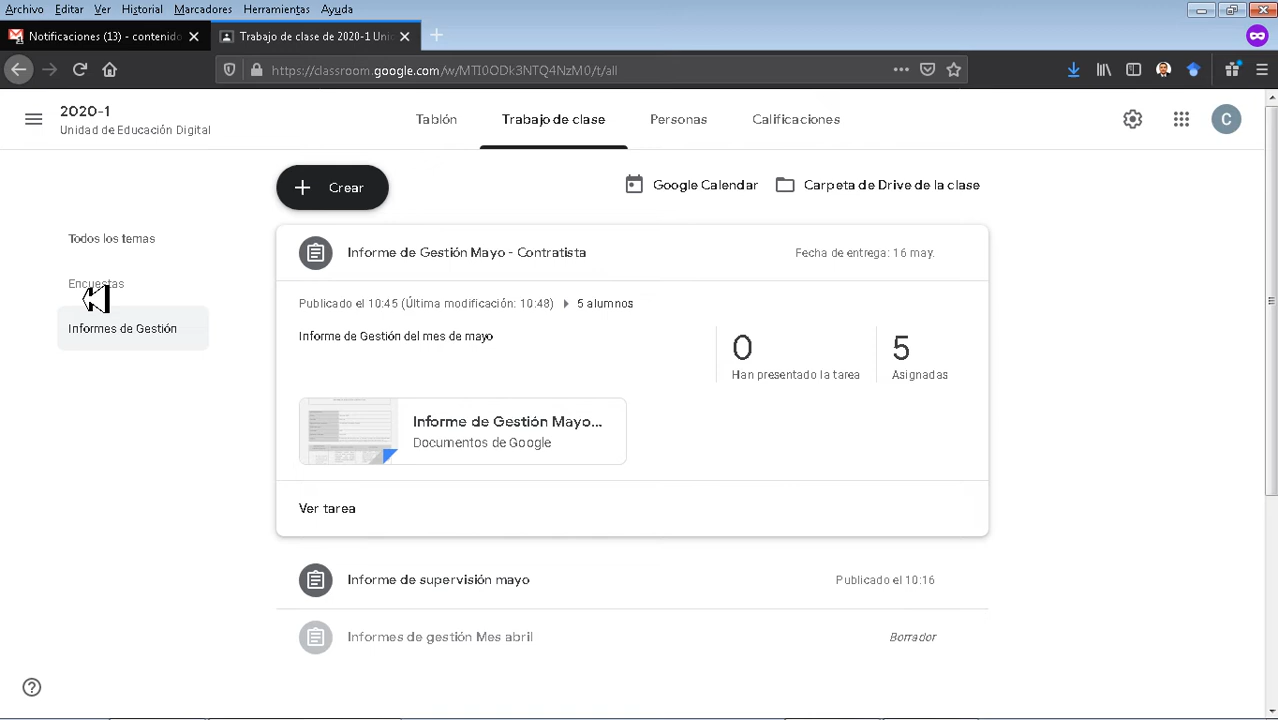 Archivo Editar Ver Historial Marcadores Herramientas Ayuda
Notificaciones (13) - contenido
Trabajo de clase de 2020-1 Uni
https://classroom.google.com/w/MTI0ODk3NTQ4NzM0/t/all
2020-1
Unidad de Educación Digital
Tablón Trabajo de clase Personas Calificaciones
C
Crear
Google Calendar Carpeta de Drive de la clase
Todos los temas
Encuestas
Informes de Gestión
Informe de Gestión Mayo - Contratista Fecha de entrega: 16 may.
Publicado el 10:45 (Última modificación: 10:48) 5 alumnos
Informe de Gestión del mes de mayo
0 5
Han presentado la tarea Asignadas
Informe de Gestión Mayo...
Documentos de Google
Ver tarea
Informe de supervisión mayo Publicado el 10:16
Informes de gestión Mes abril Borrador